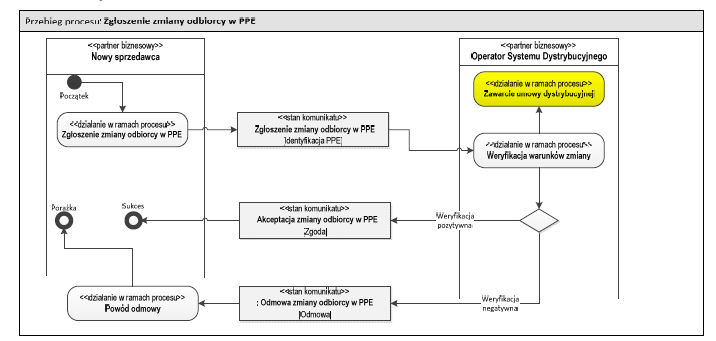 Przebieg procesu: Zgłoszenie zmiany odbiorcy w PPE
<<partner biznesowy>>
Nowy sprzedawca
<<partner biznesowy>>
Operator Systemu Dystrybucyjnego
Początek
<<działanie w ramach procesu>>
Zawarcie umowy dystrybucyjnej
<<działanie w ramach procesu>>
Zgłoszenie zmiany odbiorcy w PPE
<<stan komunikatu>>
Zgłoszenie zmiany odbiorcy w PPE
[Identyfikacja PPE]
<<działanie w ramach procesu>>
Weryfikacja warunków zmiany
Porażka
Sukces
<<stan komunikatu>>
Akceptacja zmiany odbiorcy w PPE
[Zgoda]
Weryfikacja
pozytywna
<<działanie w ramach procesu>>
Powód odmowy
<<stan komunikatu>>
: Odmowa zmiany odbiorcy w PPE
[Odmowa]
Weryfikacja
negatywna